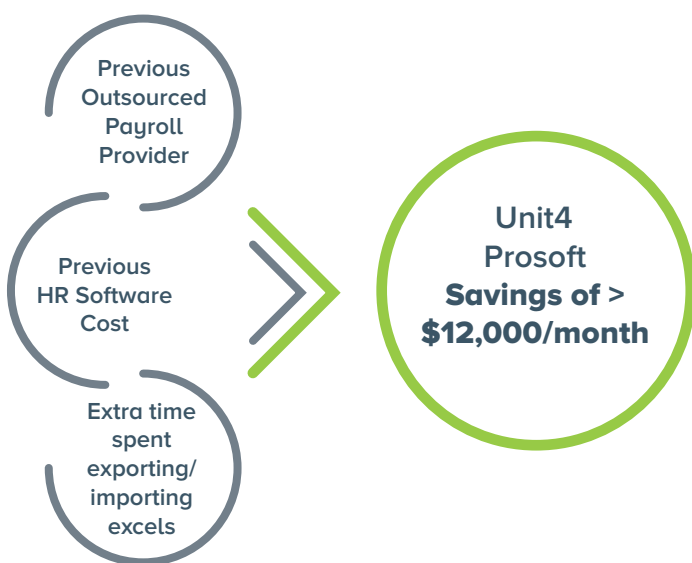 Previous
Outsourced
Payroll
Provider
Previous
HR Software
Cost
Extra time
spent
exporting/
importing
excels
Unit4
Prosoft
Savings of >
$12,000/month